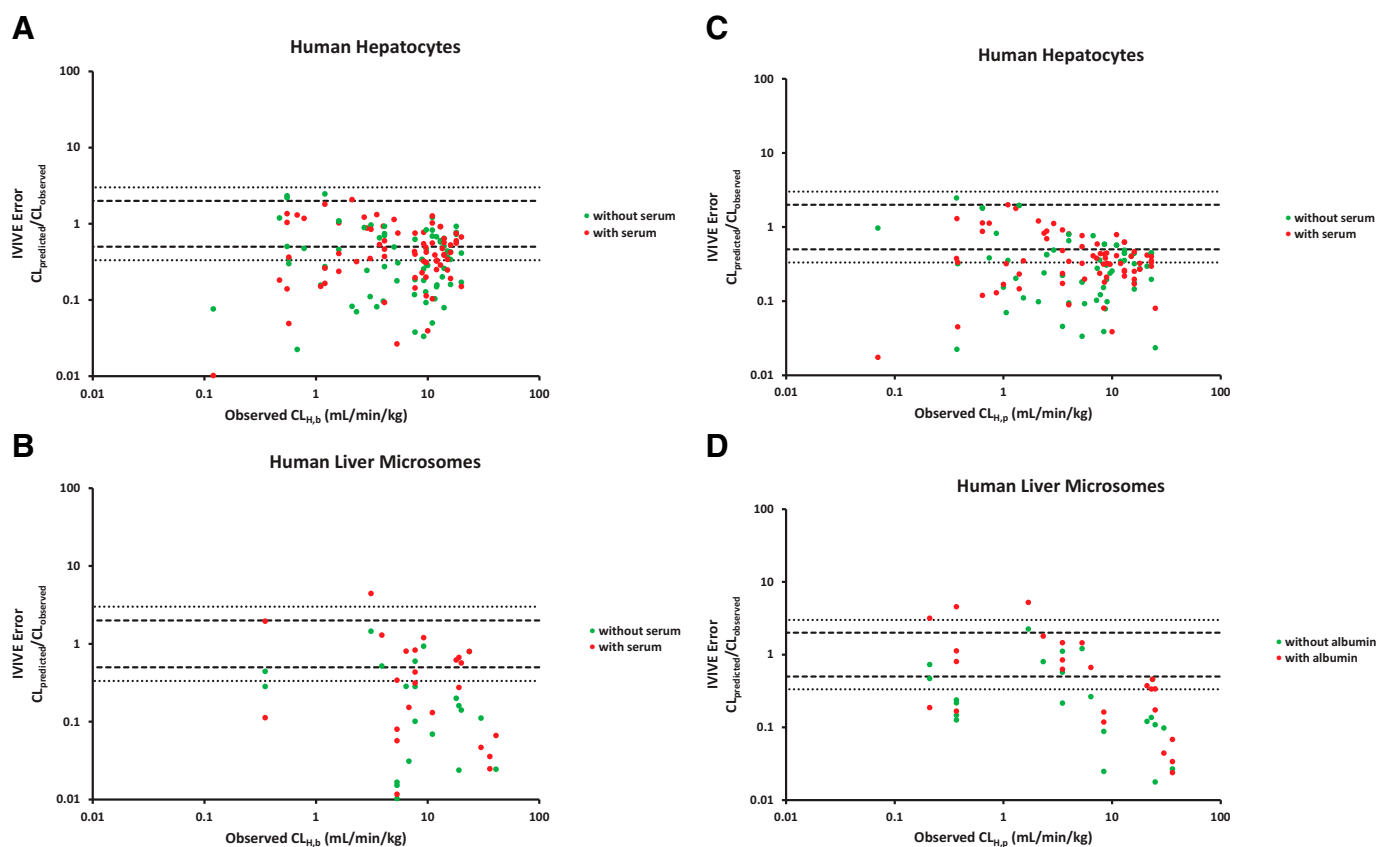 A
Human Hepatocytes
100
10
1
0.1
0.01
IVIVE Error
CLpredicted/CLobserved
0.01 0.1 1 10 100
Observed CLH,b (mL/min/kg)
without serum
with serum
B
Human Liver Microsomes
100
10
1
0.1
0.01
IVIVE Error
CLpredicted/CLobserved
0.01 0.1 1 10 100
Observed CLH,b (mL/min/kg)
without serum
with serum
C
Human Hepatocytes
100
10
1
0.1
0.01
IVIVE Error
CLpredicted/CLobserved
0.01 0.1 1 10 100
Observed CLH,p (mL/min/kg)
without serum
with serum
D
Human Liver Microsomes
100
10
1
0.1
0.01
IVIVE Error
CLpredicted/CLobserved
0.01 0.1 1 10 100
Observed CLH,p (mL/min/kg)
without albumin
with albumin